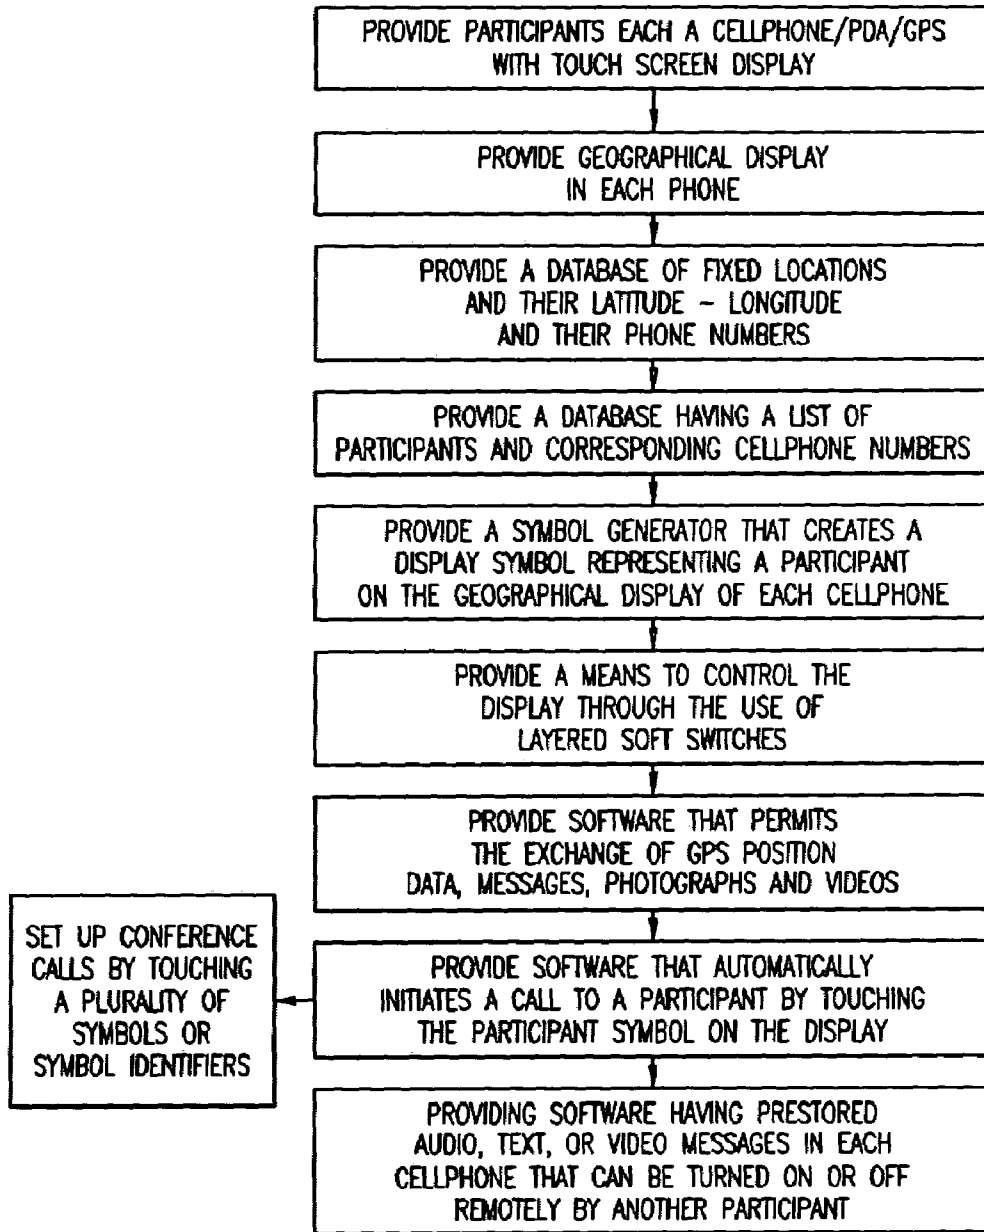 PROVIDE PARTICIPANTS EACH A CELLPHONE/PDA/GPS
WITH TOUCH SCREEN DISPLAY
PROVIDE GEOGRAPHICAL DISPLAY
IN EACH PHONE
PROVIDE A DATABASE OF FIXED LOCATIONS
AND THEIR LATITUDE - LONGITUDE
AND THEIR PHONE NUMBERS
PROVIDE A DATABASE HAVING A LIST OF
PARTICIPANTS AND CORRESPONDING CELLPHONE NUMBERS
PROVIDE A SYMBOL GENERATOR THAT CREATES A
DISPLAY SYMBOL REPRESENTING A PARTICIPANT
ON THE GEOGRAPHICAL DISPLAY OF EACH CELLPHONE
PROVIDE A MEANS TO CONTROL THE
DISPLAY THROUGH THE USE OF
LAYERED SOFT SWITCHES
PROVIDE SOFTWARE THAT PERMITS
THE EXCHANGE OF GPS POSITION
DATA, MESSAGES, PHOTOGRAPHS AND VIDEOS
PROVIDE SOFTWARE THAT AUTOMATICALLY
INITIATES A CALL TO A PARTICIPANT BY TOUCHING
THE PARTICIPANT SYMBOL ON THE DISPLAY
SET UP CONFERENCE
CALLS BY TOUCHING
A PLURALITY OF
SYMBOLS OR
SYMBOL IDENTIFIERS
PROVIDING SOFTWARE HAVING PRESTORED
AUDIO, TEXT, OR VIDEO MESSAGES IN EACH
CELLPHONE THAT CAN BE TURNED ON OR OFF
REMOTELY BY ANOTHER PARTICIPANT